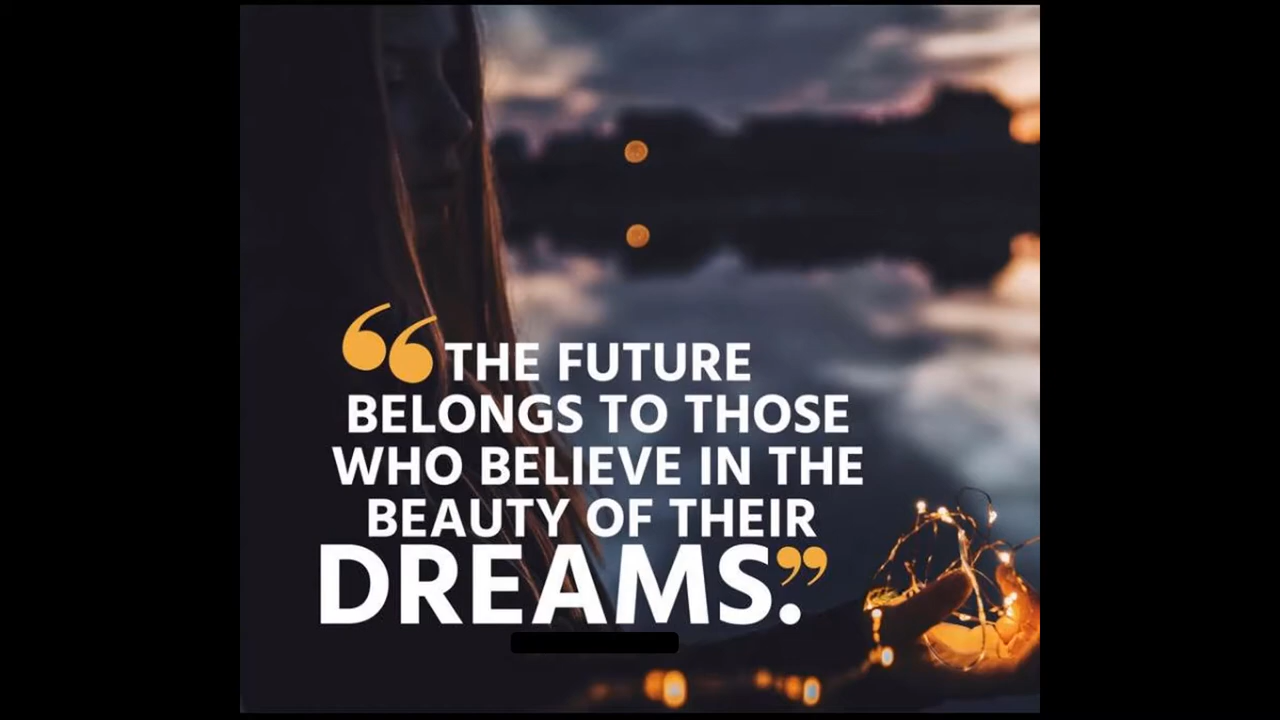 “THE FUTURE
BELONGS TO THOSE
WHO BELIEVE IN THE
BEAUTY OF THEIR
DREAMS.”